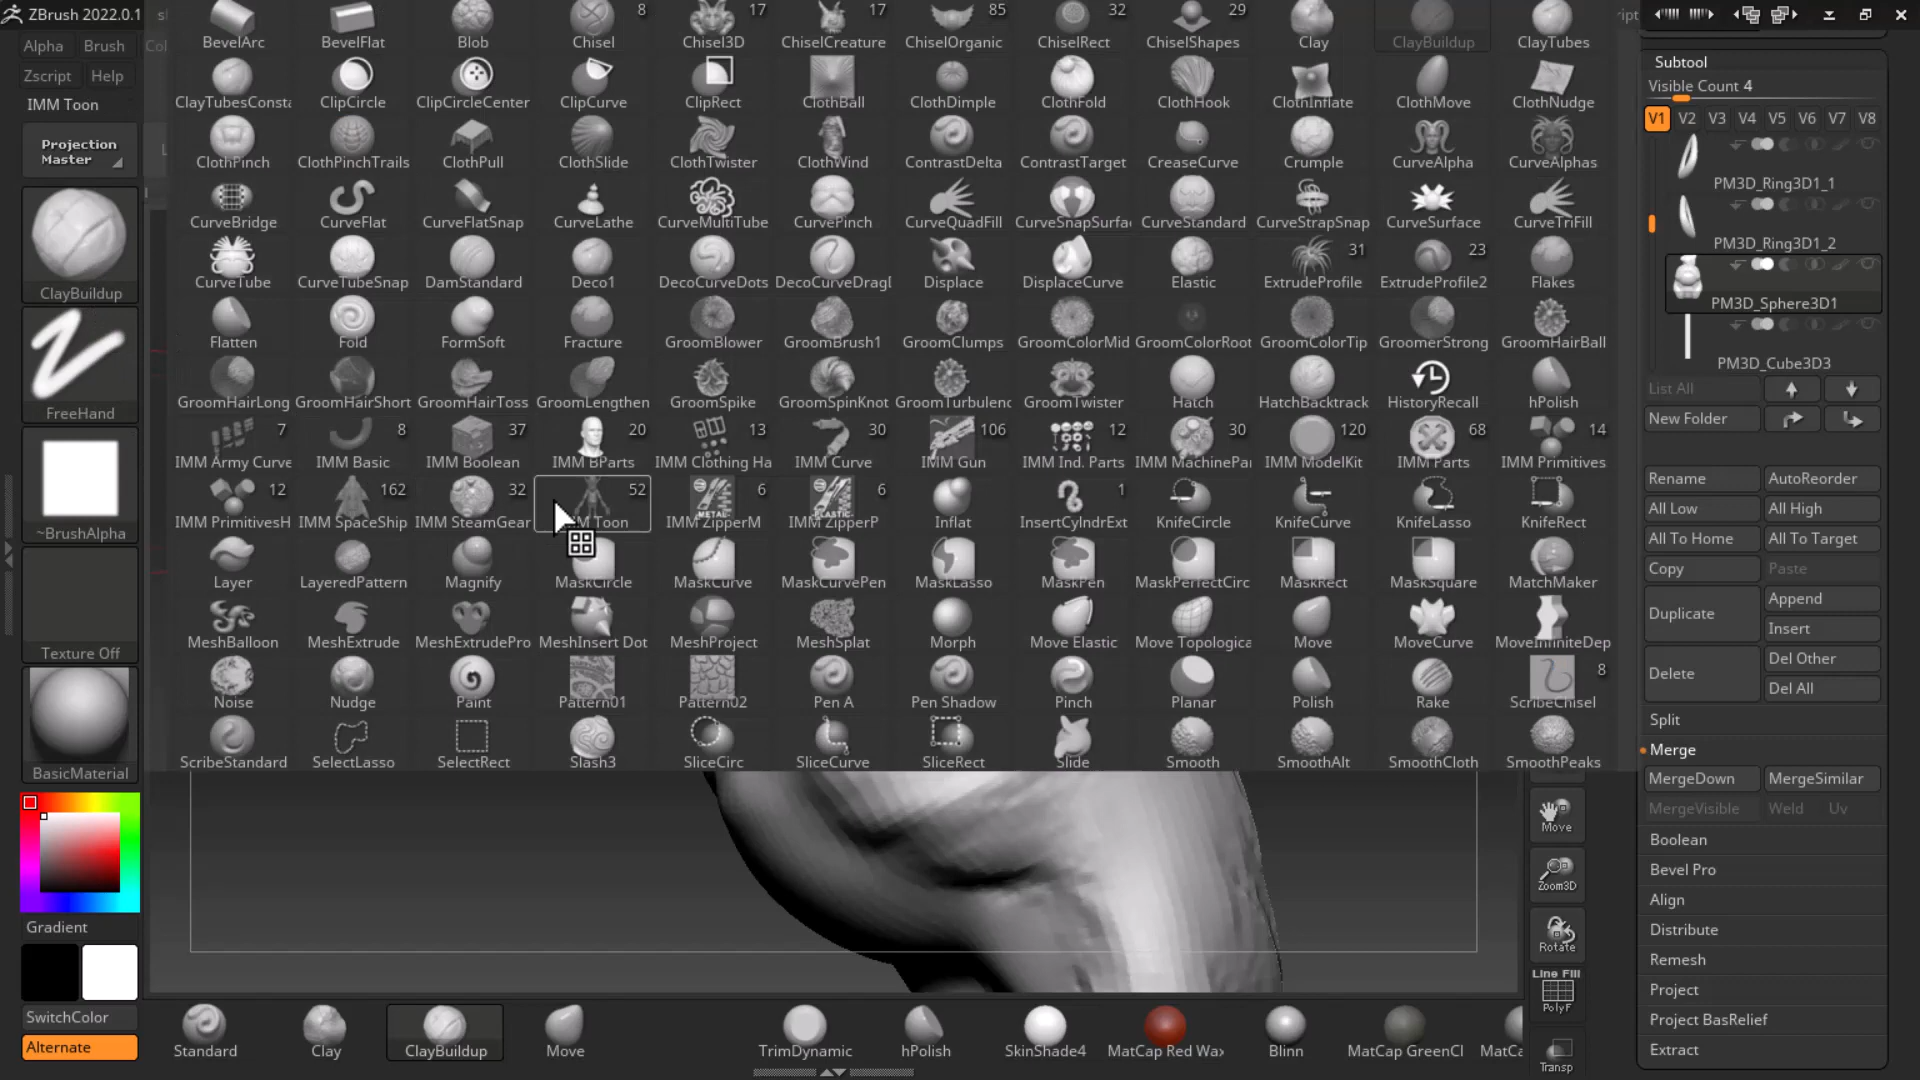 ZBrush 2022.0.1
Alpha Brush
Zscript Help
IMM Toon
Projection Master
ClayBuildup
FreeHand
~BrushAlpha
Texture Off
BasicMaterial
Gradient
SwitchColor
Alternate
8 17 17 85 32 29
BevelArc BevelFlat Blob Chisel Chisel3D ChiselCreature ChiselOrganic ChiselRect ChiselShapes Clay ClayBuildup ClayTubes
ClayTubesConsta ClipCircle ClipCircleCenter ClipCurve ClipRect ClothBall ClothDimple ClothFold ClothHook ClothInflate ClothMove ClothNudge
ClothPinch ClothPinchTrails ClothPull ClothSlide ClothTwister ClothWind ContrastDelta ContrastTarget CreaseCurve Crumple CurveAlpha CurveAlphas
CurveBridge CurveFlat CurveFlatSnap CurveLathe CurveMultiTube CurvePinch CurveQuadFill CurveSnapSurfa CurveStandard CurveStrapSnap CurveSurface CurveTriFill
31 23
CurveTube CurveTubeSnap DamStandard Deco1 DecoCurveDots DecoCurveDragD Displace DisplaceCurve Elastic ExtrudeProfile ExtrudeProfile2 Flakes
Flatten Fold FormSoft Fracture GroomBlower GroomBrush1 GroomClumps GroomColorMid GroomColorRoot GroomColorTip GroomerStrong GroomHairBall
GroomHairLong GroomHairShort GroomHairToss GroomLengthen GroomSpike GroomSpinKnot GroomTurbulenc GroomTwister Hatch HatchBacktrack HistoryRecall hPolish
7 8 37 20 13 30 106 12 30 120 68 14
IMM Army Curve IMM Basic IMM Boolean IMM BParts IMM Clothing Ha IMM Curve IMM Gun IMM Ind. Parts IMM MachinePar IMM ModelKit IMM Parts IMM Primitives
12 162 32 52 6 6 1
IMM PrimitivesH IMM SpaceShip IMM SteamGear M Toon IMM ZipperM IMM ZipperP Inflat InsertCylndrExt KnifeCircle KnifeCurve KnifeLasso KnifeRect
Layer LayeredPattern Magnify MaskCircle MaskCurve MaskCurvePen MaskLasso MaskPen MaskPerfectCirc MaskRect MaskSquare MatchMaker
MeshBalloon MeshExtrude MeshExtrudePro MeshInsert Dot MeshProject MeshSplat Morph Move Elastic Move Topologica Move MoveCurve MoveInfiniteDep
8
Noise Nudge Paint Pattern01 Pattern02 Pen A Pen Shadow Pinch Planar Polish Rake ScribeChisel
ScribeStandard SelectLasso SelectRect Slash3 SliceCirc SliceCurve SliceRect Slide Smooth SmoothAlt SmoothCloth SmoothPeaks
Move
Zoom3D
Rotate
Line Fill
PolyF
Transp
Standard Clay ClayBuildup Move TrimDynamic hPolish SkinShade4 MatCap Red Wax Blinn MatCap GreenCl MatCa
Subtool
Visible Count 4
V1 V2 V3 V4 V5 V6 V7 V8
PM3D_Ring3D1_1
PM3D_Ring3D1_2
PM3D_Sphere3D1
PM3D_Cube3D3
List All
New Folder
Rename AutoReorder
All Low All High
All To Home All To Target
Copy Paste
Duplicate Append
Insert
Delete Del Other
Del All
Split
Merge
MergeDown MergeSimilar
MergeVisible Weld Uv
Boolean
Bevel Pro
Align
Distribute
Remesh
Project
Project BasRelief
Extract